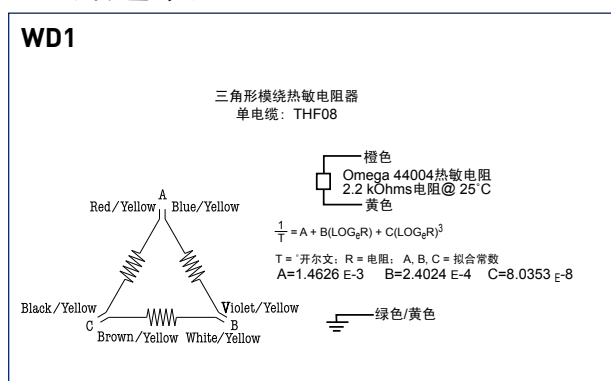 WD1
三角形模绕热敏电阻器
单电缆：THF08
橙色
Omega 44004热敏电阻
2.2 kOhms电阻@ 25°C
黄色
A
Red/Yellow Blue/Yellow
1/T = A + B(LOGeR) + C(LOGeR)3
T = °开尔文；R = 电阻；A, B, C = 拟合常数
A=1.4626 E-3 B=2.4024 E-4 C=8.0353 E-8
Black/Yellow Violet/Yellow
C B
Brown/Yellow White/Yellow
绿色/黄色